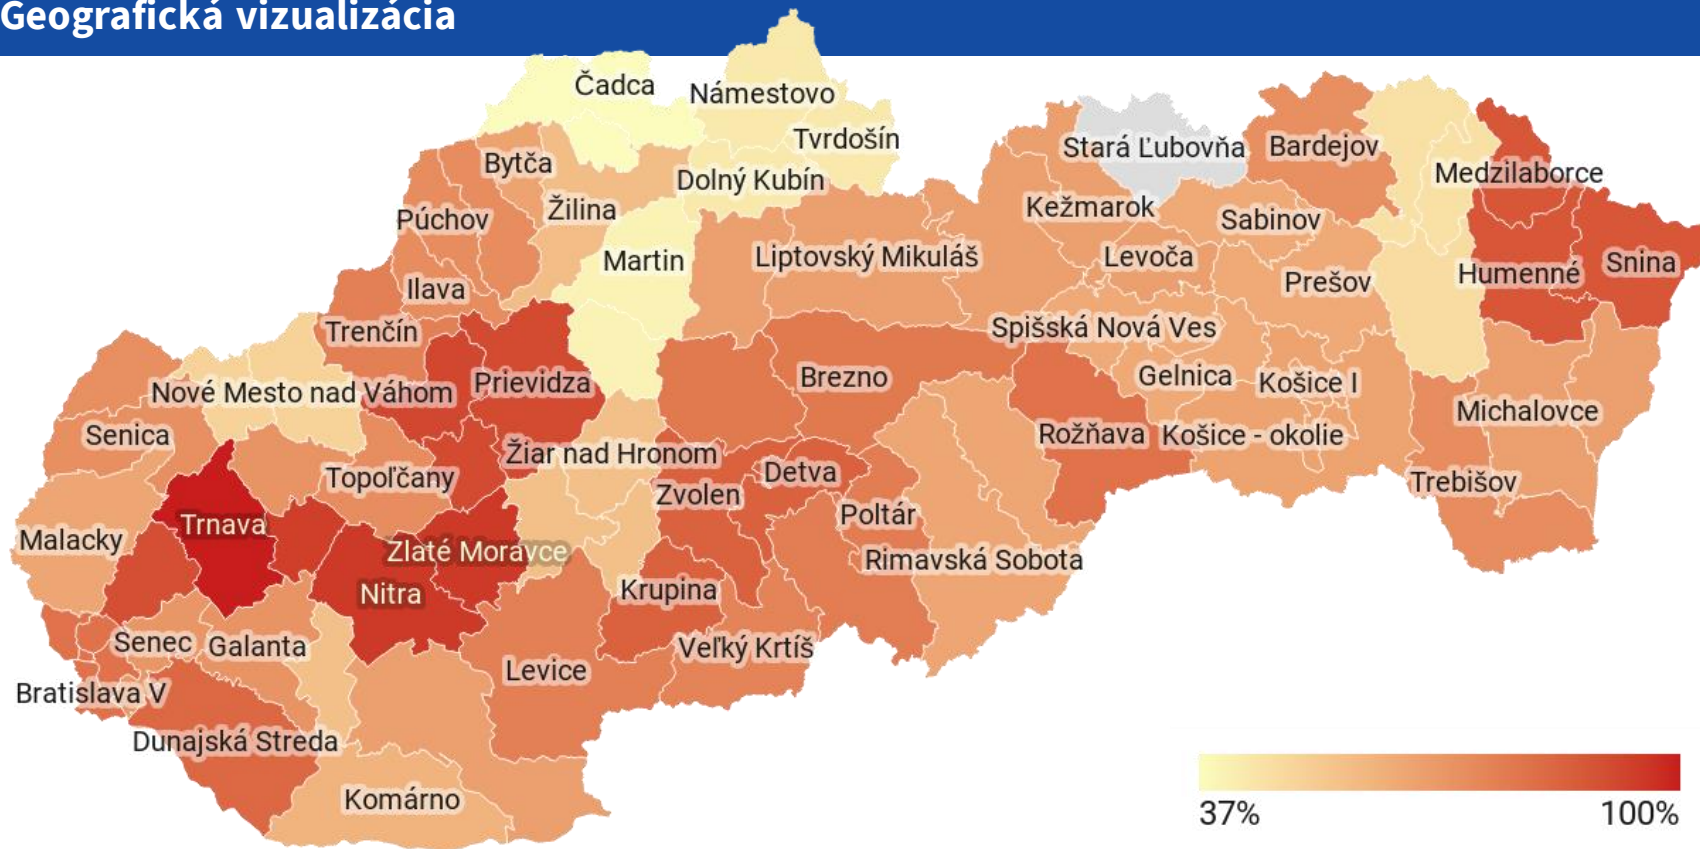 Geografická vizualizácia
Čadca
Námestovo
Tvrdošín
Bytča
Dolný Kubín
Stará Ľubovňa
Bardejov
Medzilaborce
Púchov
Žilina
Kežmarok
Sabinov
Martin
Liptovský Mikuláš
Levoča
Prešov
Humenné
Snina
Ilava
Trenčín
Spišská Nová Ves
Nové Mesto nad Váhom
Prievidza
Brezno
Gelnica
Košice I
Michalovce
Senica
Topoľčany
Žiar nad Hronom
Detva
Rožňava
Košice - okolie
Trebišov
Zvolen
Poltár
Malacky
Trnava
Zlaté Moravce
Rimavská Sobota
Nitra
Krupina
Senec
Galanta
Veľký Krtíš
Levice
Bratislava V
Dunajská Streda
Komárno
37%
100%